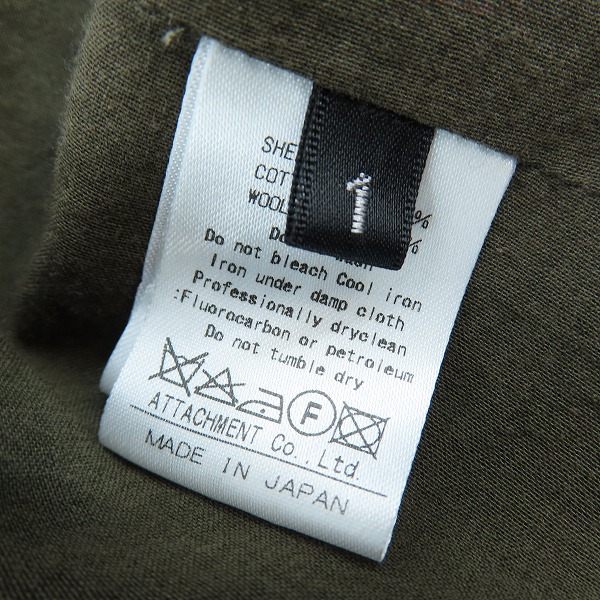 1
SHE
COTT
WOOL %
%
Do
Do not bleach Cool iron
Iron under damp cloth
Professionally dryclean
:Fluorocarbon or petroleum
Do not tumble dry
F
ATTACHMENT Co., Ltd.
MADE IN JAPAN